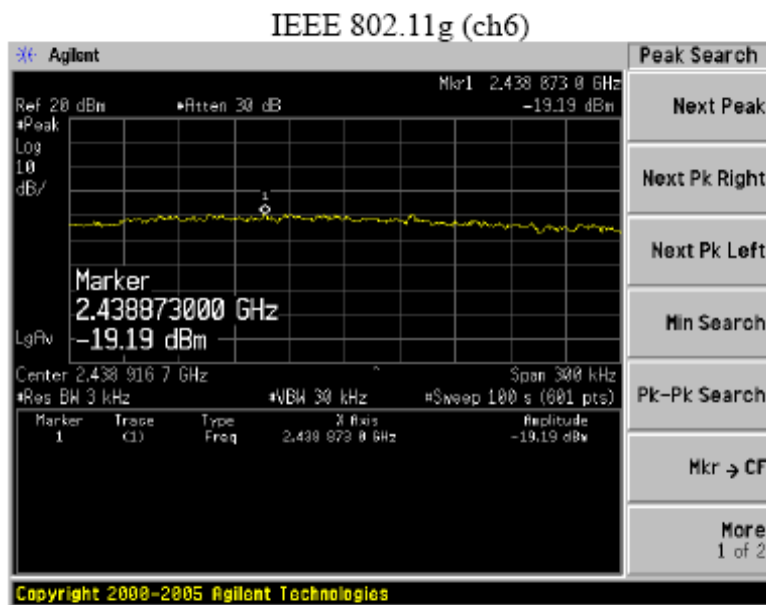 IEEE 802.11g (ch6)
Agilent
Peak Search
Mkr1 2.438 873 0 GHz
Ref 20 dBm
*Atten 30 dB
-19.19 dBm
Next Peak
*Peak
Log
10
dB/
1
Next Pk Right
Next Pk Left
Marker
2.438873000 GHz
-19.19 dBm
LgAv
Min Search
Center 2.438 916 7 GHz
Span 300 kHz
*Res BW 3 kHz
*VBW 30 kHz
*Sweep 100 s (601 pts)
Pk-Pk Search
Marker Trace Type X Axis Amplitude
1 (1) Freq 2.438 873 0 GHz -19.19 dBm
Mkr → CF
More
1 of 2
Copyright 2000-2005 Agilent Technologies